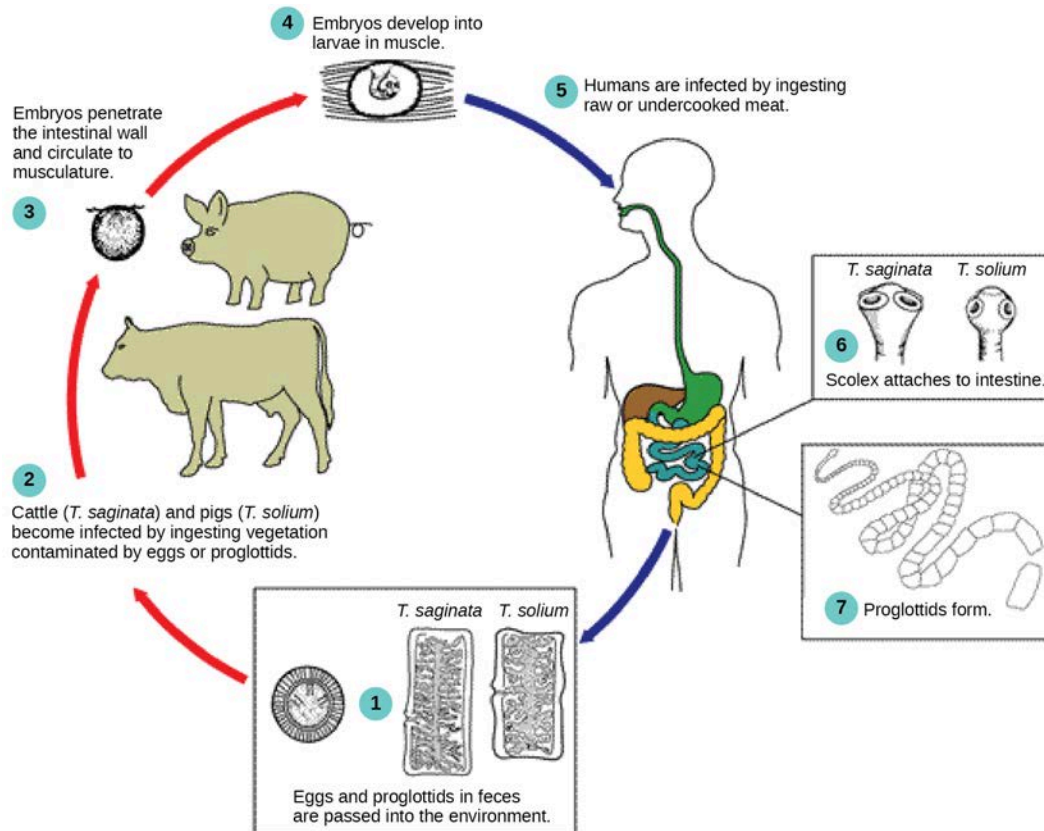 4
Embryos develop into
larvae in muscle.
5
Humans are infected by ingesting
raw or undercooked meat.
Embryos penetrate
the intestinal wall
and circulate to
musculature.
3
T. saginata T. solium
6
Scolex attaches to intestine.
2
Cattle (T. saginata) and pigs (T. solium)
become infected by ingesting vegetation
contaminated by eggs or proglottids.
7
Proglottids form.
T. saginata T. solium
1
Eggs and proglottids in feces
are passed into the environment.